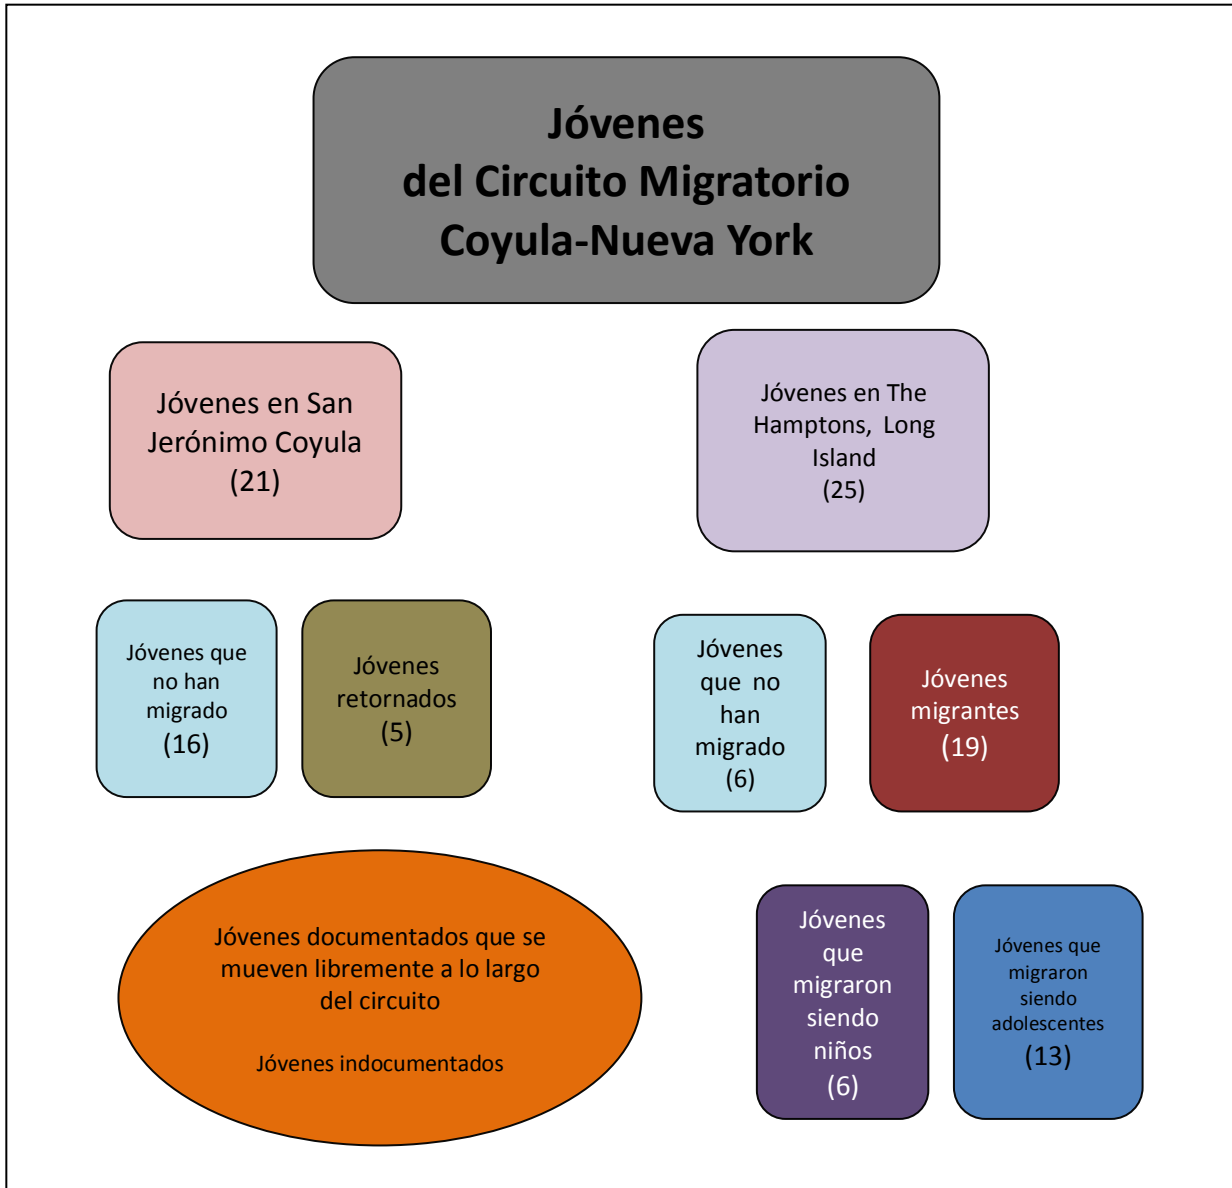 Jóvenes
del Circuito Migratorio
Coyula-Nueva York
Jóvenes en San
Jerónimo Coyula
(21)
Jóvenes en The
Hamptons, Long
Island
(25)
Jóvenes que
no han
migrado
(16)
Jóvenes
retornados
(5)
Jóvenes
que no
han
migrado
(6)
Jóvenes
migrantes
(19)
Jóvenes documentados que se
mueven libremente a lo largo
del circuito
Jóvenes indocumentados
Jóvenes
que
migraron
siendo
niños
(6)
Jóvenes que
migraron
siendo
adolescentes
(13)